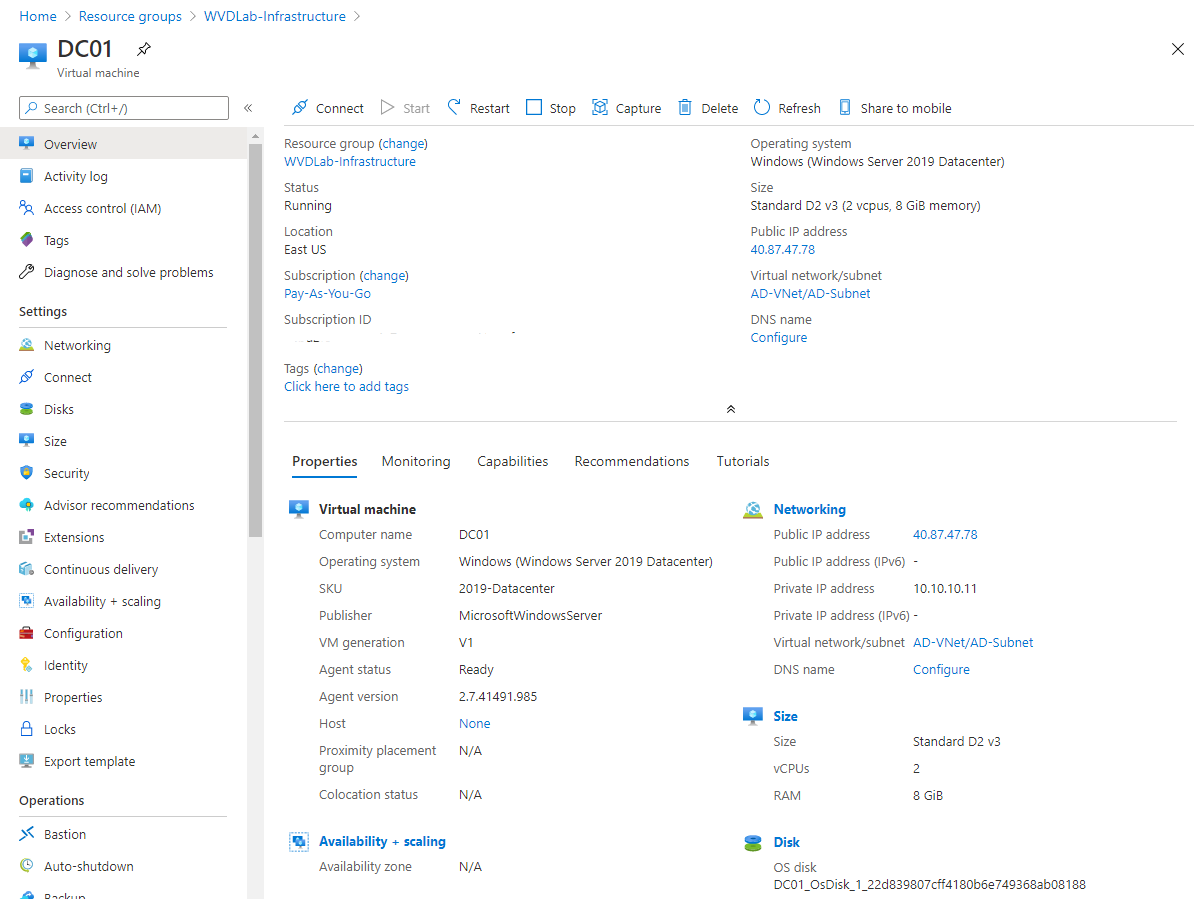 Home > Resource groups > WVDLab-Infrastructure >
DC01
Virtual machine
Search (Ctrl+/)
«
Overview
Activity log
Access control (IAM)
Tags
Diagnose and solve problems
Settings
Networking
Connect
Disks
Size
Security
Advisor recommendations
Extensions
Continuous delivery
Availability + scaling
Configuration
Identity
Properties
Locks
Export template
Operations
Bastion
Auto-shutdown
Backup
Connect Start Restart Stop Capture Delete Refresh Share to mobile
Resource group (change)
WVDLab-Infrastructure
Status
Running
Location
East US
Subscription (change)
Pay-As-You-Go
Subscription ID
Tags (change)
Click here to add tags
Operating system
Windows (Windows Server 2019 Datacenter)
Size
Standard D2 v3 (2 vcpus, 8 GiB memory)
Public IP address
40.87.47.78
Virtual network/subnet
AD-VNet/AD-Subnet
DNS name
Configure
Properties Monitoring Capabilities Recommendations Tutorials
Virtual machine
Computer name DC01
Operating system Windows (Windows Server 2019 Datacenter)
SKU 2019-Datacenter
Publisher MicrosoftWindowsServer
VM generation V1
Agent status Ready
Agent version 2.7.41491.985
Host None
Proximity placement N/A
group
Colocation status N/A
Availability + scaling
Availability zone N/A
Networking
Public IP address 40.87.47.78
Public IP address (IPv6) -
Private IP address 10.10.10.11
Private IP address (IPv6) -
Virtual network/subnet AD-VNet/AD-Subnet
DNS name Configure
Size
Size Standard D2 v3
vCPUs 2
RAM 8 GiB
Disk
OS disk
DC01_OsDisk_1_22d839807cff4180b6e749368ab08188